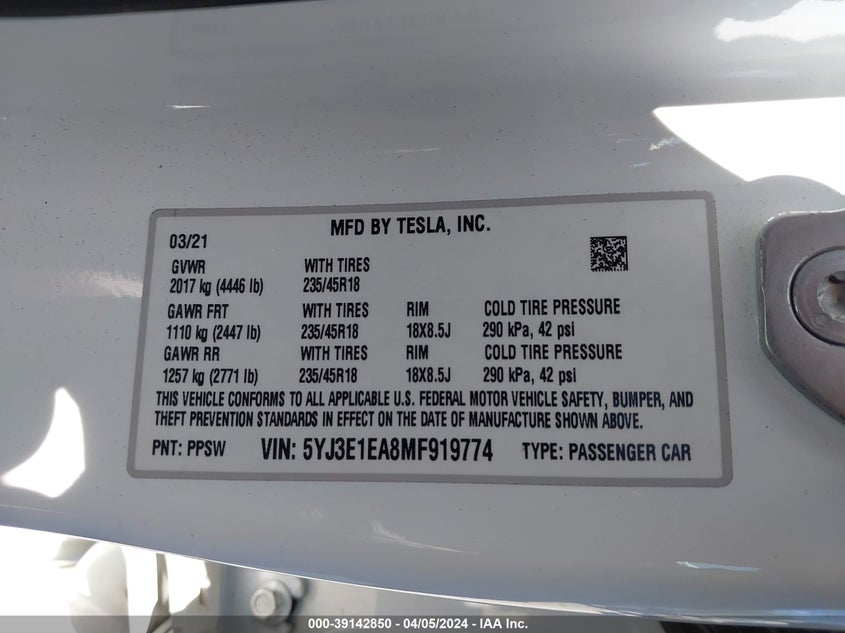 MFD BY TESLA, INC.
03/21
GVWR WITH TIRES
2017 kg (4446 lb) 235/45R18
GAWR FRT WITH TIRES RIM COLD TIRE PRESSURE
1110 kg (2447 lb) 235/45R18 18X8.5J 290 kPa, 42 psi
GAWR RR WITH TIRES RIM COLD TIRE PRESSURE
1257 kg (2771 lb) 235/45R18 18X8.5J 290 kPa, 42 psi
THIS VEHICLE CONFORMS TO ALL APPLICABLE U.S. FEDERAL MOTOR VEHICLE SAFETY, BUMPER, AND
THEFT PREVENTION STANDARDS IN EFFECT ON THE DATE OF MANUFACTURE SHOWN ABOVE.
PNT: PPSW VIN: 5YJ3E1EA8MF919774 TYPE: PASSENGER CAR
000-39142850 - 04/05/2024 - IAA Inc.